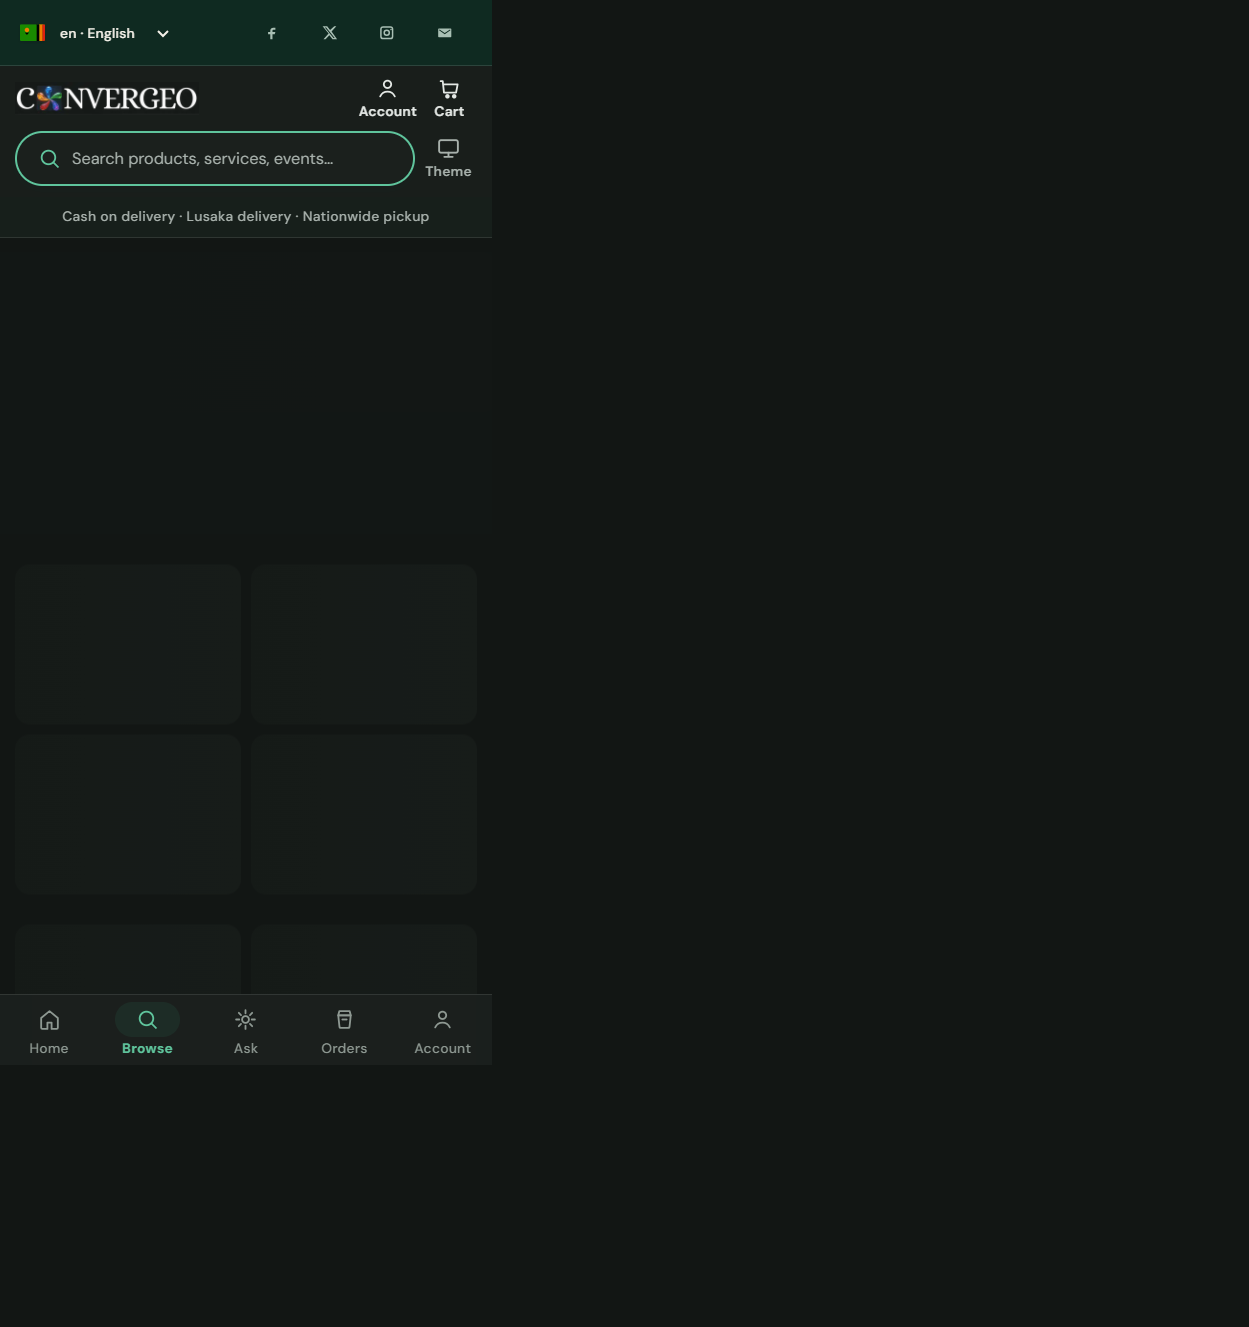 en · English
CONVERGEO
Account
Cart
Search products, services, events...
Theme
Cash on delivery · Lusaka delivery · Nationwide pickup
Home
Browse
Ask
Orders
Account